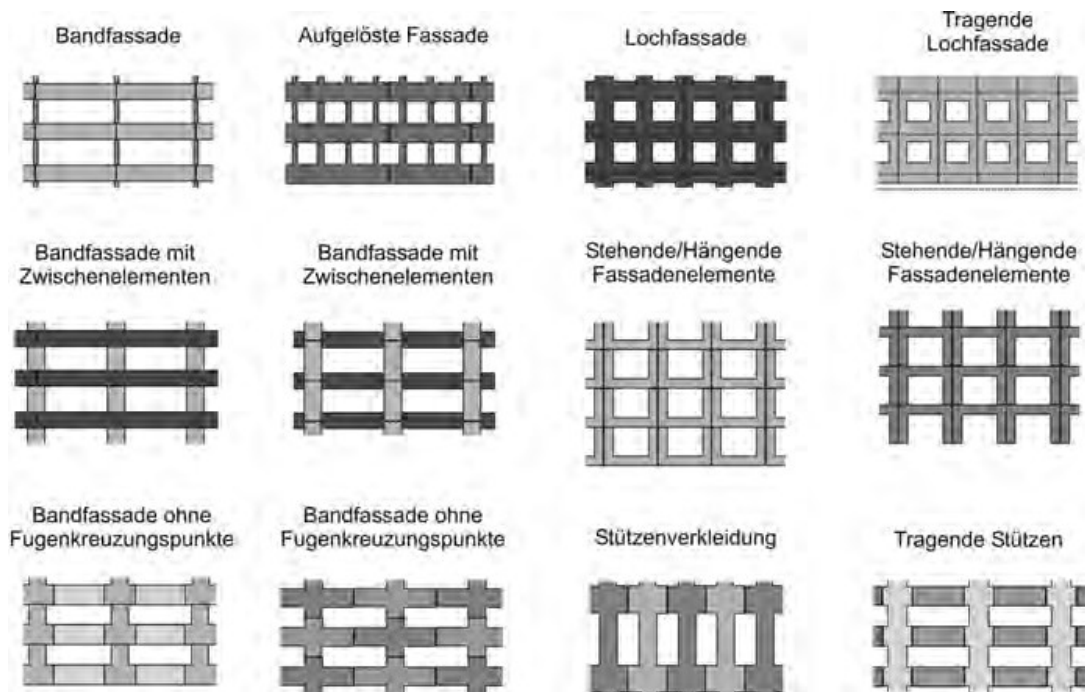 Bandfassade
Aufgelöste Fassade
Lochfassade
Tragende
Lochfassade
Bandfassade mit
Zwischenelementen
Bandfassade mit
Zwischenelementen
Stehende/Hängende
Fassadenelemente
Stehende/Hängende
Fassadenelemente
Bandfassade ohne
Fugenkreuzungspunkte
Bandfassade ohne
Fugenkreuzungspunkte
Stützenverkleidung
Tragende Stützen